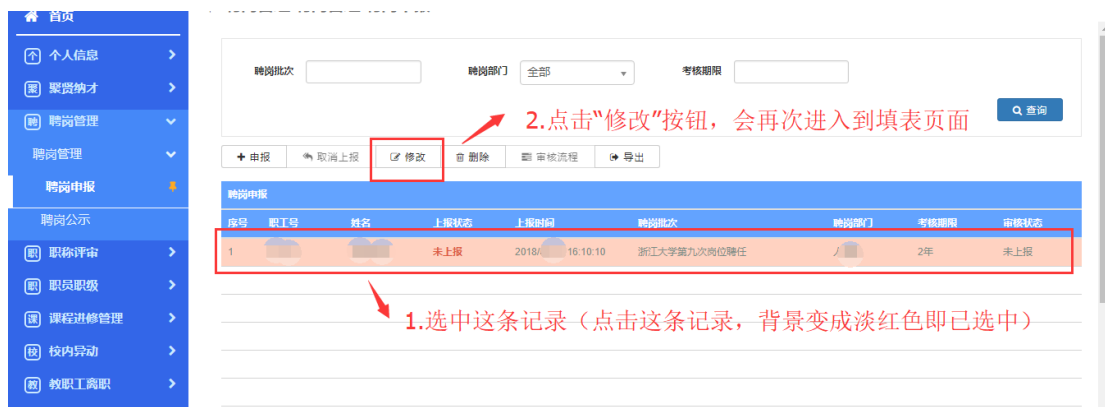 首页
个 个人信息
聚 聚贤纳才
聘 聘岗管理
聘岗管理
聘岗申报
聘岗公示
职 职称评审
职 职员职级
课 课程进修管理
校 校内异动
教 教职工离职
聘岗批次 聘岗部门 全部 考核期限
查询
2.点击“修改”按钮，会再次进入到填表页面
申报 取消上报 修改 删除 审核流程 导出
聘岗申报
序号 职工号 姓名 上报状态 上报时间 聘岗批次 聘岗部门 考核期限 审核状态
1 未上报 2018/ 16:10:10 浙江大学第九次岗位聘任 2年 未上报
1.选中这条记录（点击这条记录，背景变成淡红色即已选中）